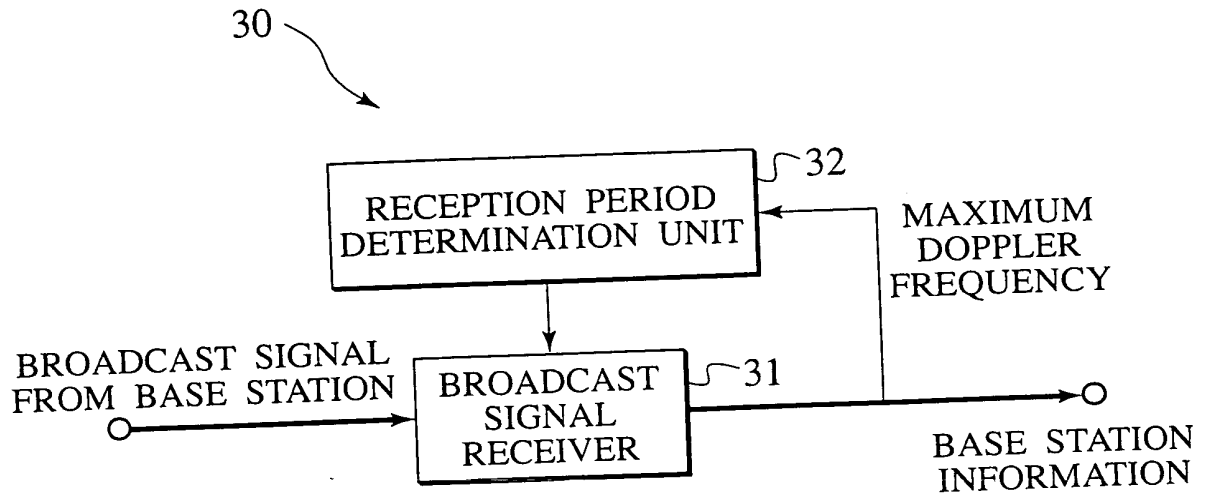 30
32
RECEPTION PERIOD
DETERMINATION UNIT
MAXIMUM
DOPPLER
FREQUENCY
BROADCAST SIGNAL
FROM BASE STATION
31
BROADCAST
SIGNAL
RECEIVER
BASE STATION
INFORMATION